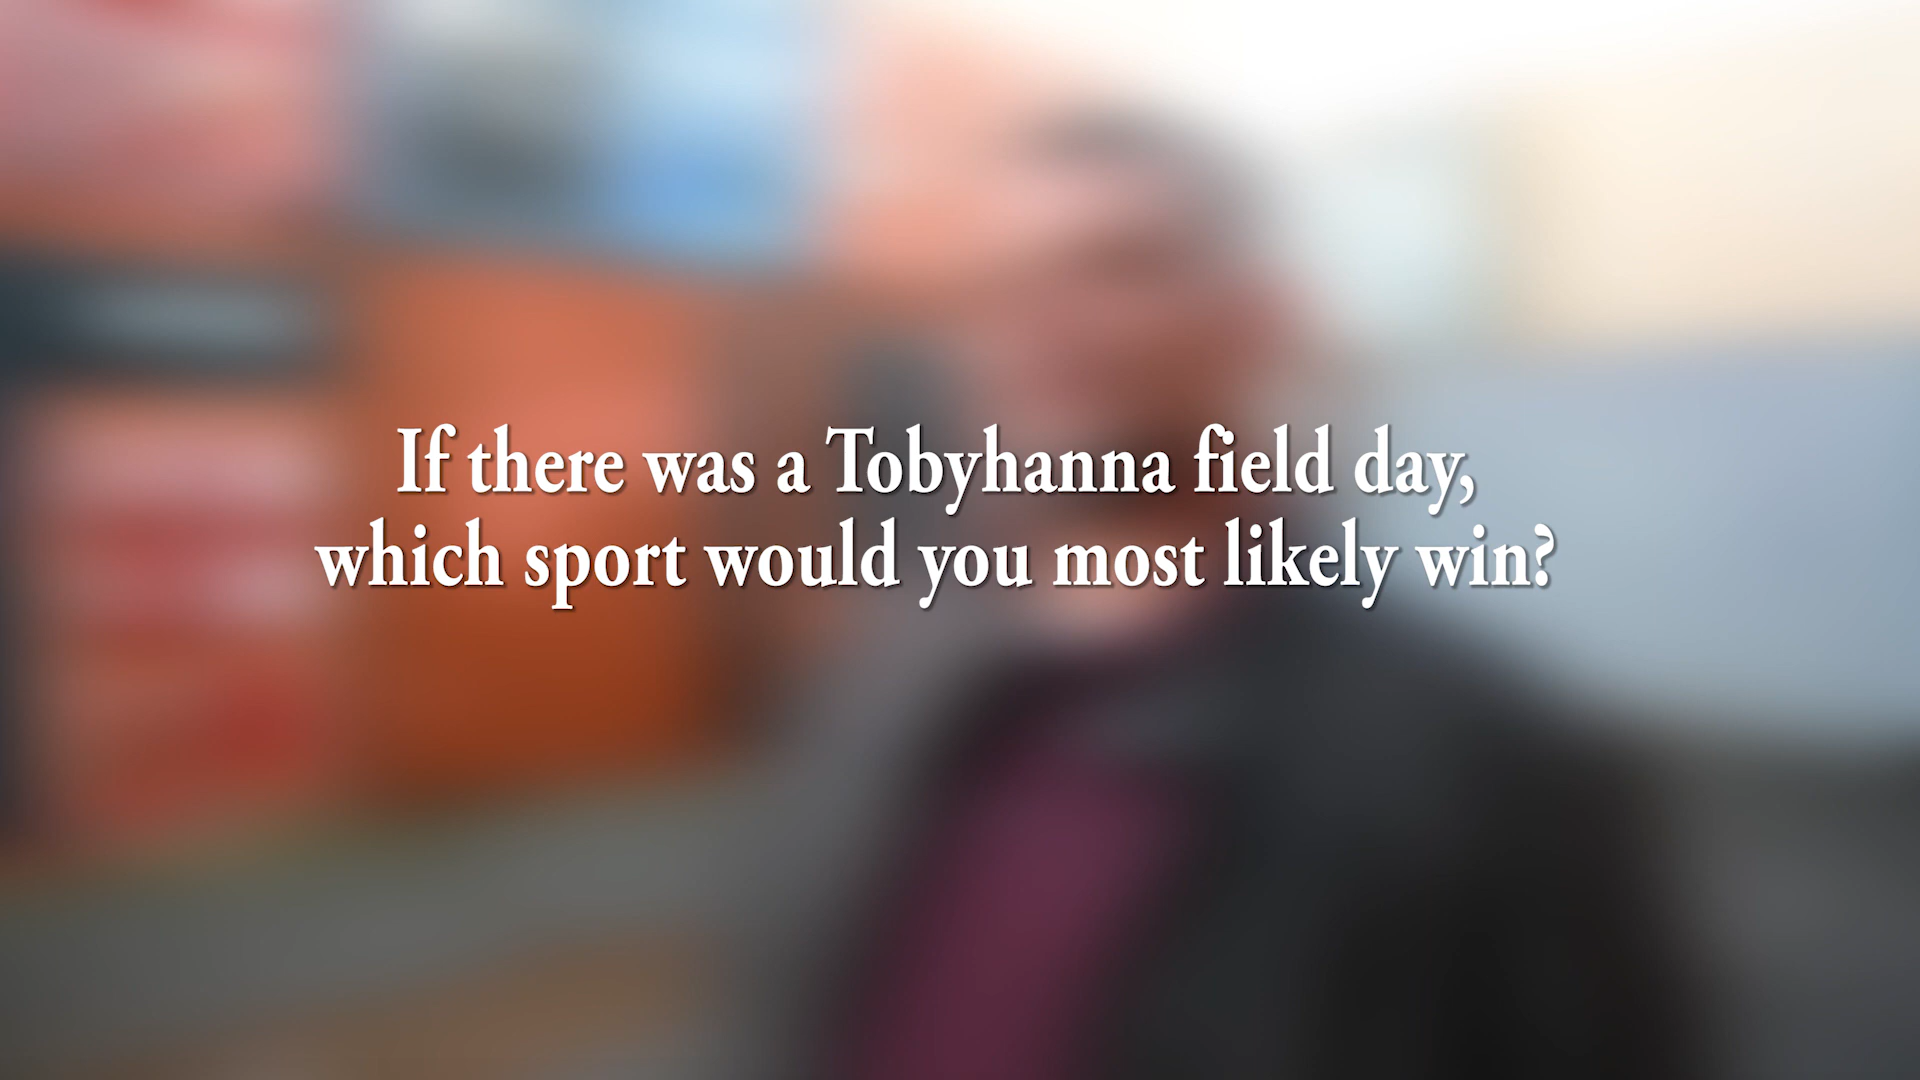 If there was a Tobyhanna field day,
which sport would you most likely win?